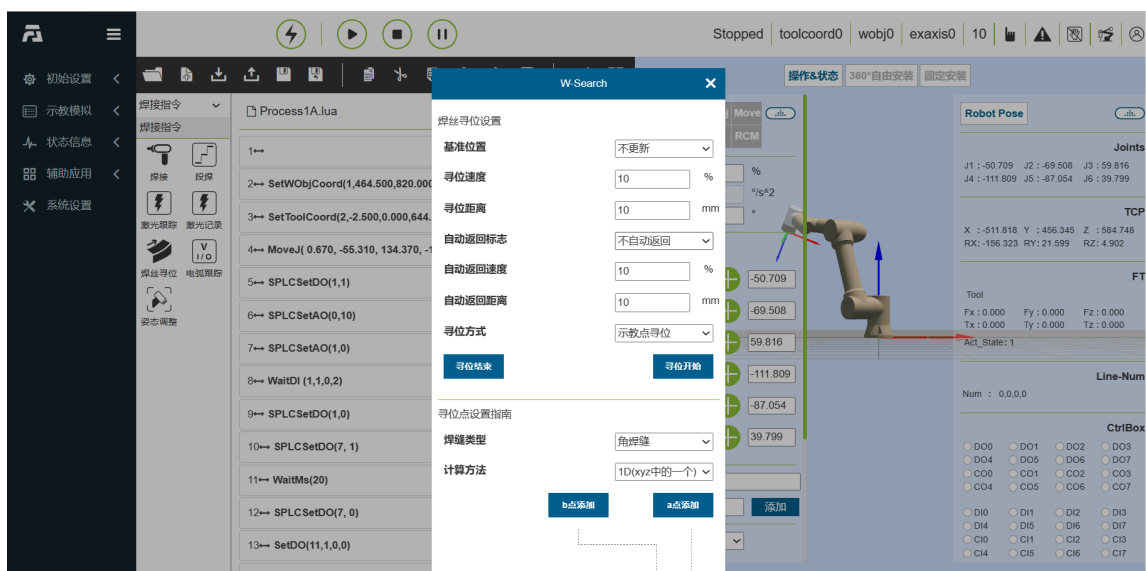 Stopped toolcoord0 wobj0 exaxis0 10
初始设置
示教模拟
状态信息
辅助应用
系统设置
焊接指令
焊接指令
焊接 段焊
激光跟踪 激光记录
焊丝寻位 电弧跟踪
姿态调整
Process1A.lua
1
2 SetWObjCoord(1,464.500,820.000
3 SetToolCoord(2,-2.500,0.000,644.
4 MoveJ( 0.670, -55.310, 134.370, -1
5 SPLCSetDO(1,1)
6 SPLCSetAO(0,10)
7 SPLCSetAO(1,0)
8 WaitDI (1,1,0,2)
9 SPLCSetDO(1,0)
10 SPLCSetDO(7, 1)
11 WaitMs(20)
12 SPLCSetDO(7, 0)
13 SetDO(11,1,0,0)
W-Search
焊丝寻位设置
基准位置 不更新
寻位速度 10 %
寻位距离 10 mm
自动返回标志 不自动返回
自动返回速度 10 %
自动返回距离 10 mm
寻位方式 示教点寻位
寻位结束 寻位开始
寻位点设置指南
焊缝类型 角焊缝
计算方法 1D(xyz中的一个)
b点添加 a点添加
操作&状态 360°自由安装 固定安装
Move
RCM
%
°/s^2
°
-50.709
-69.508
59.816
-111.809
-87.054
39.799
添加
Robot Pose
Joints
J1 : -50.709 J2 : -69.508 J3 : 59.816
J4 : -111.809 J5 : -87.054 J6 : 39.799
TCP
X : -511.818 Y : 456.345 Z : 584.748
RX: -156.323 RY: 21.599 RZ: 4.902
FT
Tool
Fx : 0.000 Fy : 0.000 Fz : 0.000
Tx : 0.000 Ty : 0.000 Tz : 0.000
Act_State: 1
Line-Num
Num : 0,0,0,0
CtrlBox
DO0 DO1 DO2 DO3
DO4 DO5 DO6 DO7
CO0 CO1 CO2 CO3
CO4 CO5 CO6 CO7
DI0 DI1 DI2 DI3
DI4 DI5 DI6 DI7
CI0 CI1 CI2 CI3
CI4 CI5 CI6 CI7